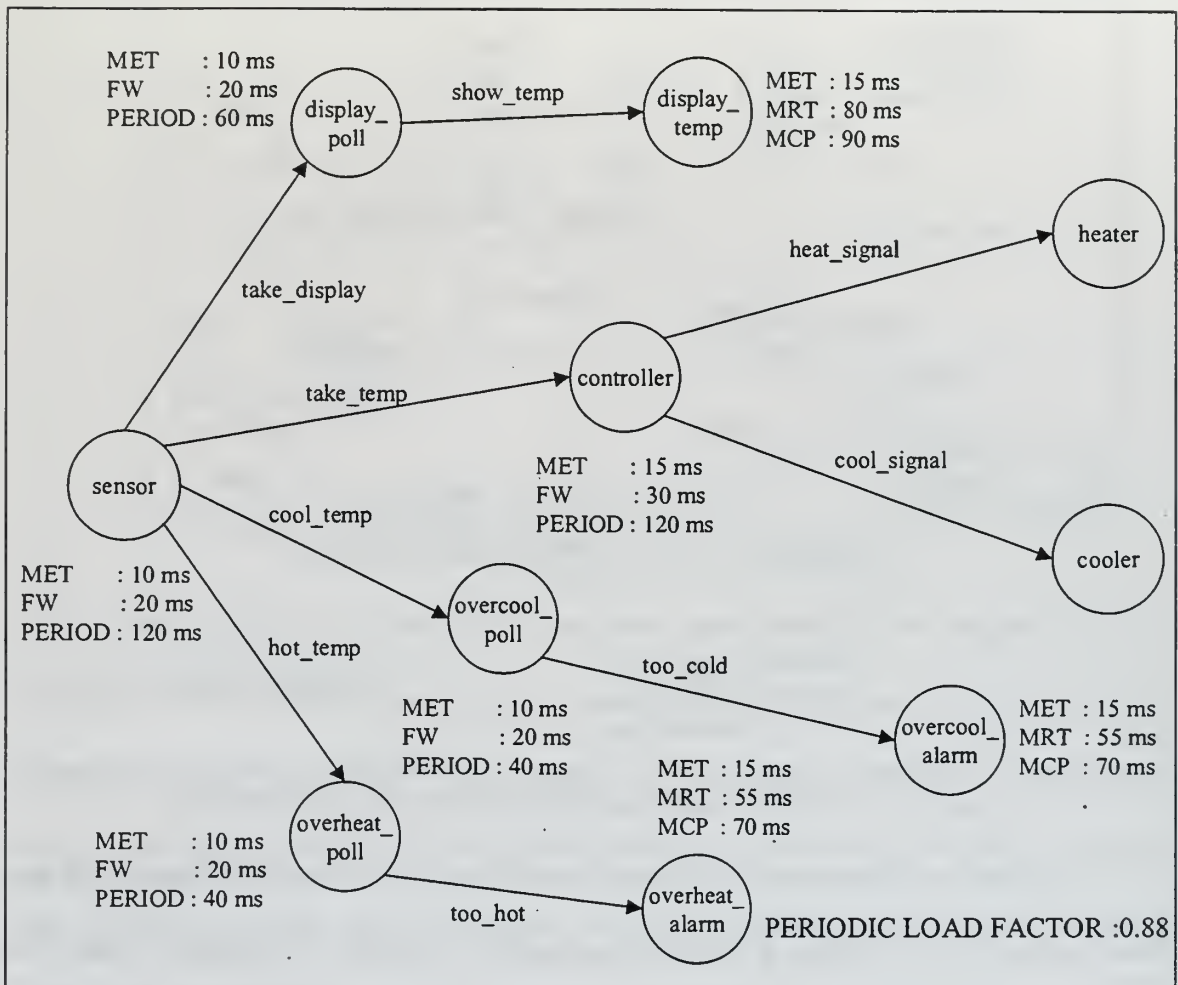 MET : 10 ms
FW : 20 ms
PERIOD : 60 ms
display_
poll
show_temp
display_
temp
MET : 15 ms
MRT : 80 ms
MCP : 90 ms
take_display
heat_signal
heater
take_temp
controller
MET : 15 ms
FW : 30 ms
PERIOD : 120 ms
cool_signal
cooler
sensor
MET : 10 ms
FW : 20 ms
PERIOD : 120 ms
cool_temp
overcool_
poll
MET : 10 ms
FW : 20 ms
PERIOD : 40 ms
too_cold
overcool_
alarm
MET : 15 ms
MRT : 55 ms
MCP : 70 ms
hot_temp
overheat_
poll
MET : 10 ms
FW : 20 ms
PERIOD : 40 ms
too_hot
MET : 15 ms
MRT : 55 ms
MCP : 70 ms
overheat_
alarm
PERIODIC LOAD FACTOR :0.88